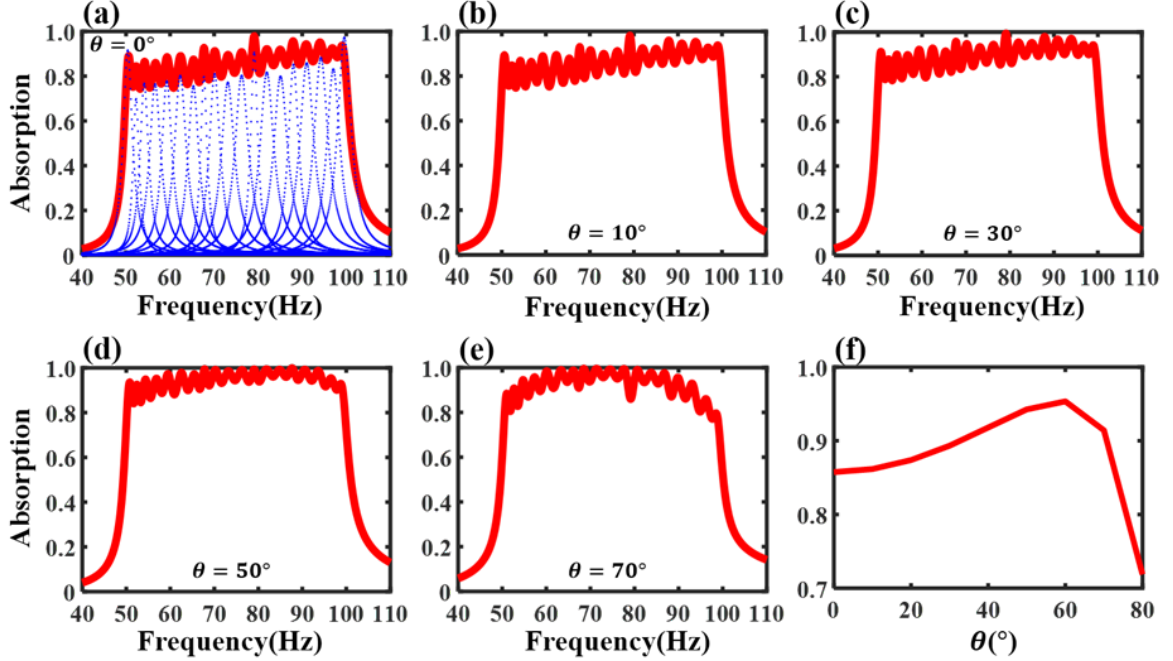 (a)
θ = 0°
1.0
0.8
0.6
0.4
0.2
0
Absorption
40 50 60 70 80 90 100 110
Frequency(Hz)
(b)
1.0
0.8
0.6
0.4
0.2
0
θ = 10°
40 50 60 70 80 90 100 110
Frequency(Hz)
(c)
1.0
0.8
0.6
0.4
0.2
0
θ = 30°
40 50 60 70 80 90 100 110
Frequency(Hz)
(d)
1.0
0.8
0.6
0.4
0.2
0
Absorption
θ = 50°
40 50 60 70 80 90 100 110
Frequency(Hz)
(e)
1.0
0.8
0.6
0.4
0.2
0
θ = 70°
40 50 60 70 80 90 100 110
Frequency(Hz)
(f)
1.0
0.9
0.8
0.7
0 20 40 60 80
θ(°)